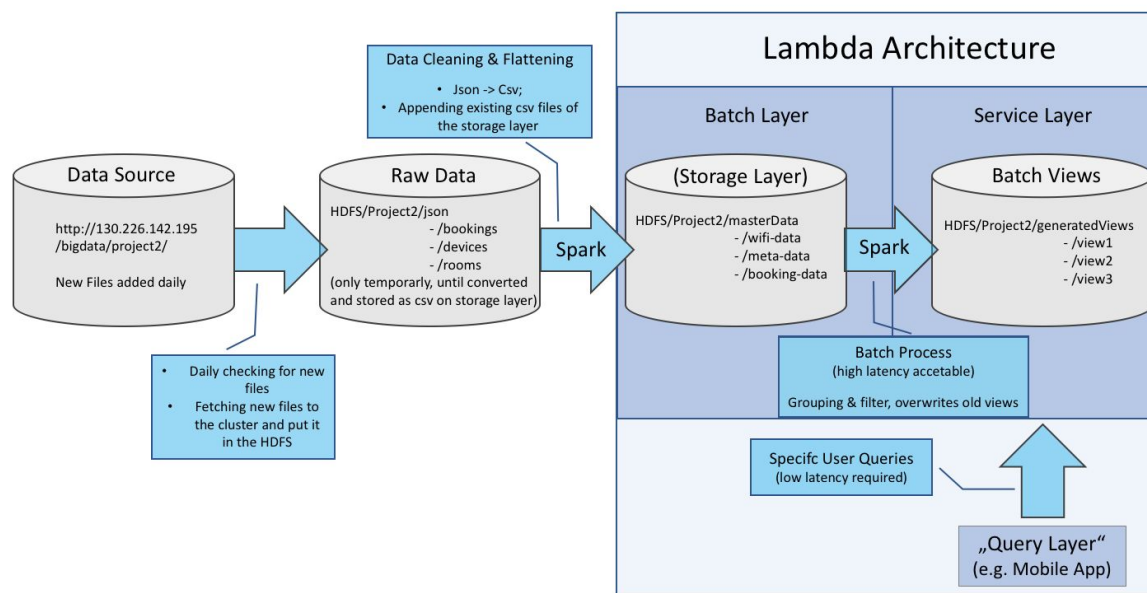 Lambda Architecture
Data Cleaning & Flattening
• Json -> Csv;
• Appending existing csv files of
the storage layer
Batch Layer
Service Layer
Data Source
http://130.226.142.195
/bigdata/project2/
New Files added daily
Raw Data
HDFS/Project2/json
- /bookings
- /devices
- /rooms
(only temporarly, until converted
and stored as csv on storage layer)
Spark
(Storage Layer)
HDFS/Project2/masterData
- /wifi-data
- /meta-data
- /booking-data
Spark
Batch Views
HDFS/Project2/generatedViews
- /view1
- /view2
- /view3
• Daily checking for new
files
• Fetching new files to
the cluster and put it
in the HDFS
Batch Process
(high latency accetable)
Grouping & filter, overwrites old views
Specifc User Queries
(low latency required)
„Query Layer“
(e.g. Mobile App)